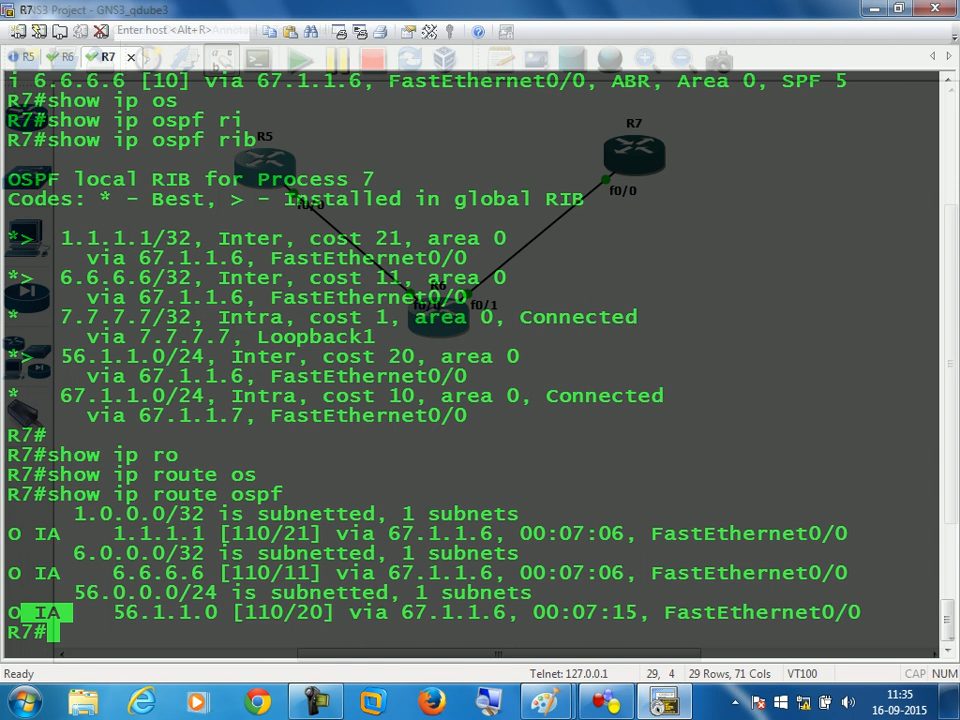 R7 GNS3 Project - GNS3_qdube3
Enter host <Alt+R>
R5 R6 R7
i 6.6.6.6 [10] via 67.1.1.6, FastEthernet0/0, ABR, Area 0, SPF 5
R7#show ip os
R7#show ip ospf ri
R7#show ip ospf rib
R5
R7
OSPF local RIB for Process 7
Codes: * - Best, > - Installed in global RIB
f0/0
f0/0
*> 1.1.1.1/32, Inter, cost 21, area 0
via 67.1.1.6, FastEthernet0/0
*> 6.6.6.6/32, Inter, cost 11, area 0
R6
via 67.1.1.6, FastEthernet0/0
f0/0 f0/1
* 7.7.7.7/32, Intra, cost 1, area 0, Connected
via 7.7.7.7, Loopback1
*> 56.1.1.0/24, Inter, cost 20, area 0
via 67.1.1.6, FastEthernet0/0
* 67.1.1.0/24, Intra, cost 10, area 0, Connected
via 67.1.1.7, FastEthernet0/0
R7#
R7#show ip ro
R7#show ip route os
R7#show ip route ospf
1.0.0.0/32 is subnetted, 1 subnets
O IA 1.1.1.1 [110/21] via 67.1.1.6, 00:07:06, FastEthernet0/0
6.0.0.0/32 is subnetted, 1 subnets
O IA 6.6.6.6 [110/11] via 67.1.1.6, 00:07:06, FastEthernet0/0
56.0.0.0/24 is subnetted, 1 subnets
O IA 56.1.1.0 [110/20] via 67.1.1.6, 00:07:15, FastEthernet0/0
R7#
Ready Telnet: 127.0.0.1 29, 4 29 Rows, 71 Cols VT100 CAP NUM
11:35
16-09-2015